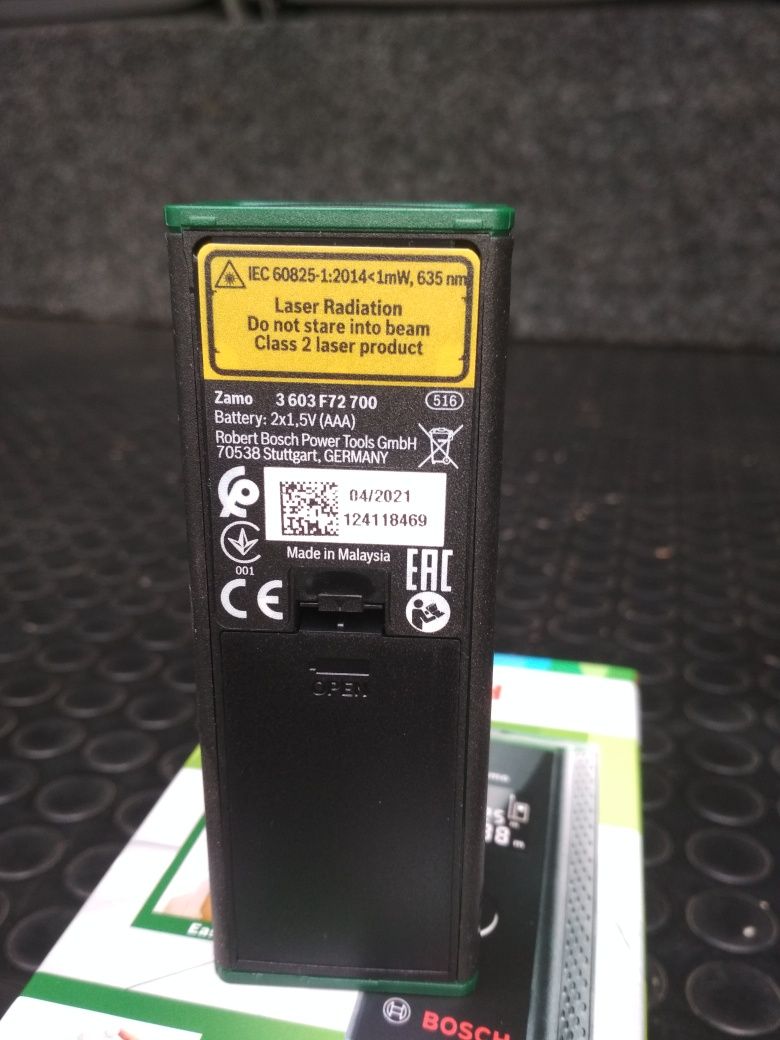 IEC 60825-1:2014<1mW, 635 nm
Laser Radiation
Do not stare into beam
Class 2 laser product
Zamo 3 603 F72 700 516
Battery: 2x1,5V (AAA)
Robert Bosch Power Tools GmbH
70538 Stuttgart, GERMANY
04/2021
124118469
Made in Malaysia
001
EAC
CE
OPEN
m
BOSCH